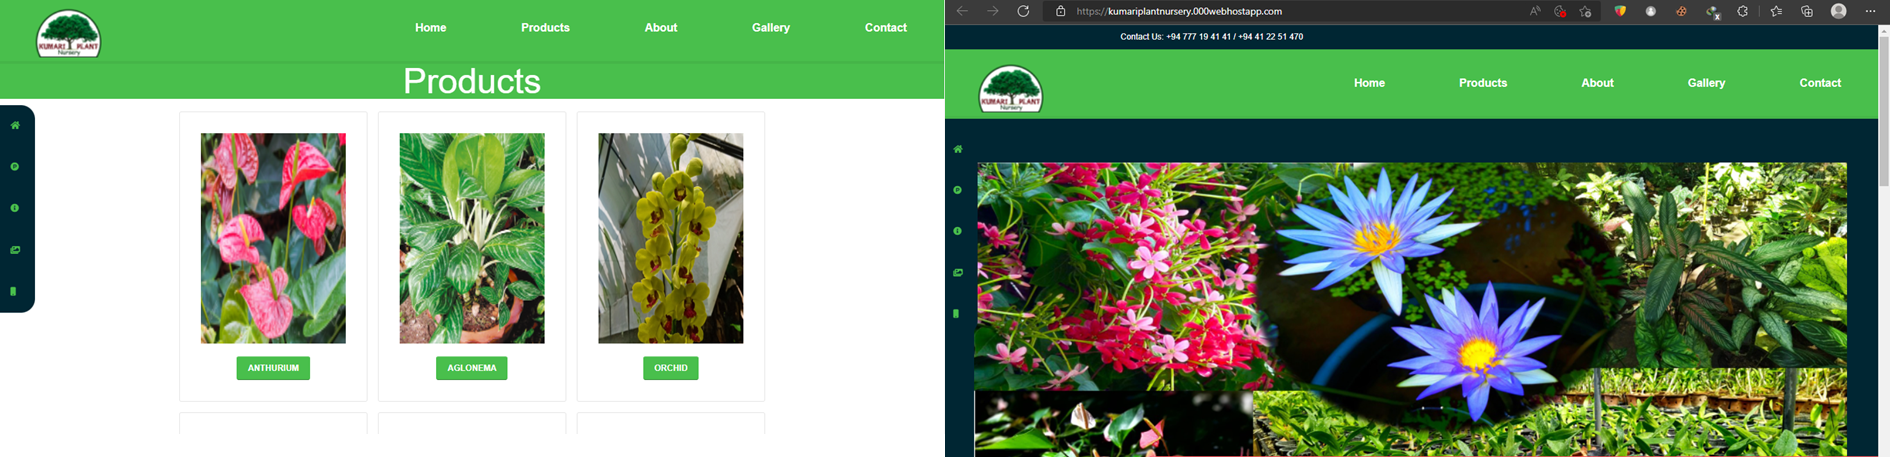 Home Products About Gallery Contact
KUMARI PLANT
Nursery
Products
ANTHURIUM AGLONEMA ORCHID
https://kumariplantnursery.000webhostapp.com
Contact Us: +94 777 19 41 41 / +94 41 22 51 470
Home Products About Gallery Contact
KUMARI PLANT
Nursery